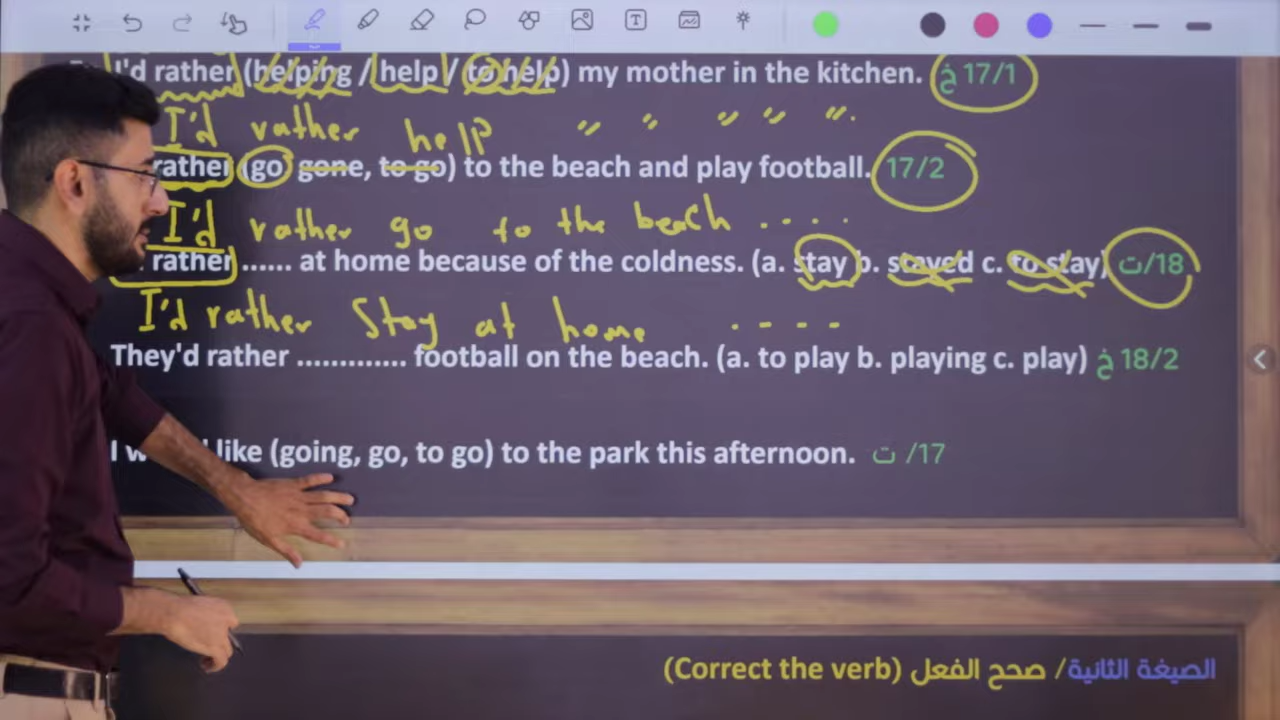 I'd rather (helping / help / to help) my mother in the kitchen. 17/1 خ
I'd rather help " " " " ".
rather (go gone, to go) to the beach and play football. 17/2
I'd rather go to the beach ....
rather ...... at home because of the coldness. (a. stay b. stayed c. to stay) 18/ت
I'd rather stay at home ----
They'd rather ............. football on the beach. (a. to play b. playing c. play) 18/2 خ
I like (going, go, to go) to the park this afternoon. 17/ ت
الصيغة الثانية/ صحح الفعل (Correct the verb)